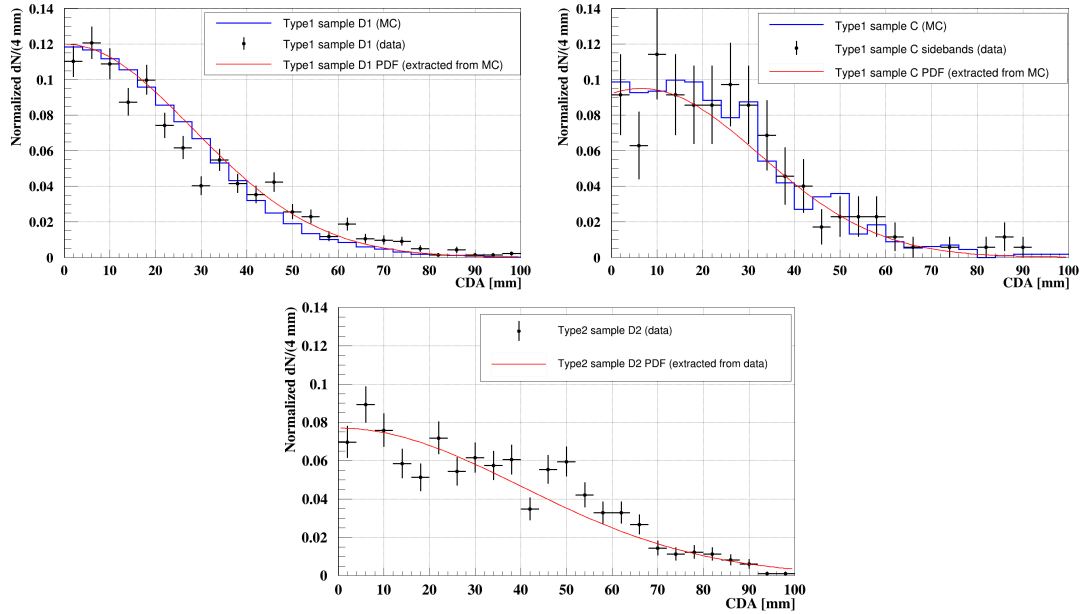 Normalized dN/(4 mm)
0.14
0.12
0.1
0.08
0.06
0.04
0.02
0
Type1 sample D1 (MC)
Type1 sample D1 (data)
Type1 sample D1 PDF (extracted from MC)
0 10 20 30 40 50 60 70 80 90 100
CDA [mm]
Normalized dN/(4 mm)
0.14
0.12
0.1
0.08
0.06
0.04
0.02
0
Type1 sample C (MC)
Type1 sample C sidebands (data)
Type1 sample C PDF (extracted from MC)
0 10 20 30 40 50 60 70 80 90 100
CDA [mm]
Normalized dN/(4 mm)
0.14
0.12
0.1
0.08
0.06
0.04
0.02
0
Type2 sample D2 (data)
Type2 sample D2 PDF (extracted from data)
0 10 20 30 40 50 60 70 80 90 100
CDA [mm]